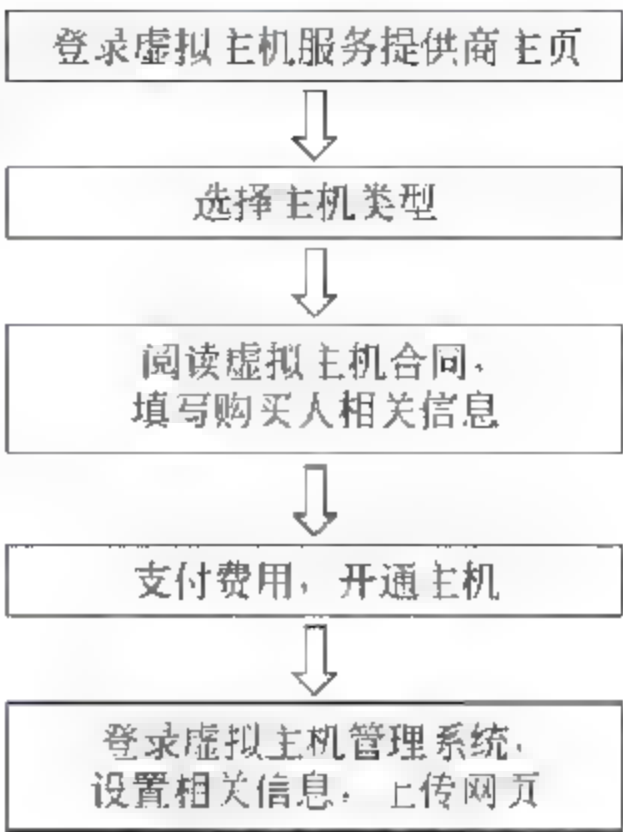 登录虚拟主机服务提供商主页
选择主机类型
阅读虚拟主机合同，
填写购买人相关信息
支付费用，开通主机
登录虚拟主机管理系统，
设置相关信息，上传网页